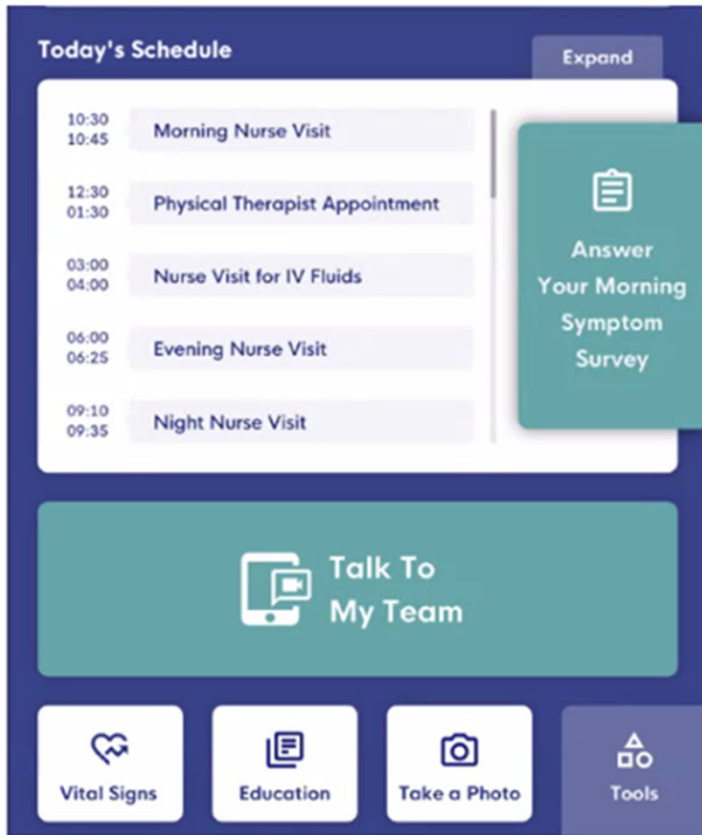 Today's Schedule
Expand
10:30
10:45
Morning Nurse Visit
12:30
01:30
Physical Therapist Appointment
03:00
04:00
Nurse Visit for IV Fluids
06:00
06:25
Evening Nurse Visit
09:10
09:35
Night Nurse Visit
Answer
Your Morning
Symptom
Survey
Talk To
My Team
Vital Signs
Education
Take a Photo
Tools